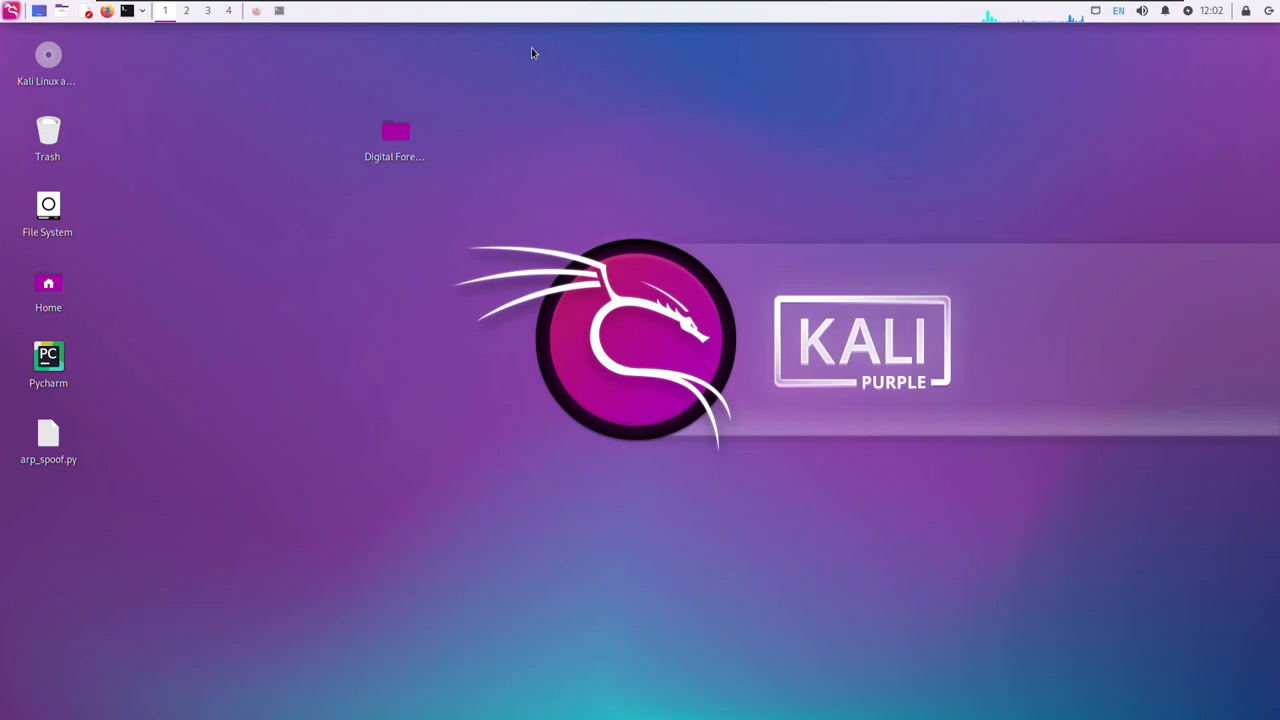 1 2 3 4
EN
12:02
Kali Linux a...
Trash
Digital Fore...
File System
Home
KALI
PURPLE
PC
Pycharm
arp_spoof.py